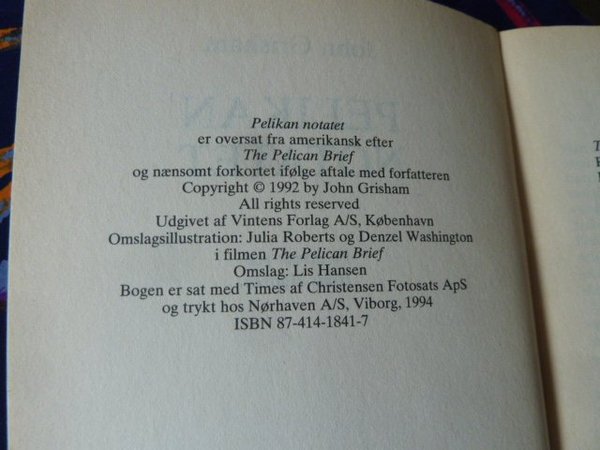 Pelikan notatet
er oversat fra amerikansk efter
The Pelican Brief
og nænsomt forkortet ifølge aftale med forfatteren
Copyright © 1992 by John Grisham
All rights reserved
Udgivet af Vintens Forlag A/S, København
Omslagsillustration: Julia Roberts og Denzel Washington
i filmen The Pelican Brief
Omslag: Lis Hansen
Bogen er sat med Times af Christensen Fotosats ApS
og trykt hos Nørhaven A/S, Viborg, 1994
ISBN 87-414-1841-7